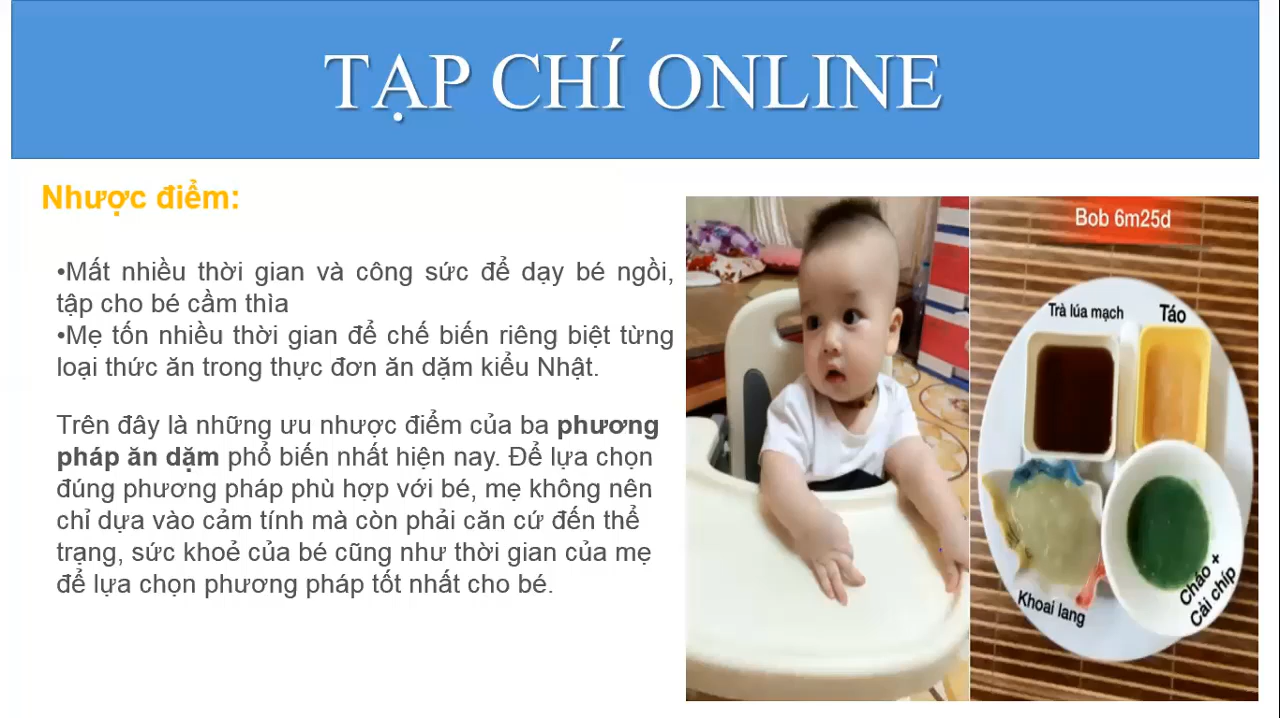 TẠP CHÍ ONLINE
Nhược điểm:
•Mất nhiều thời gian và công sức để dạy bé ngồi,
tập cho bé cầm thìa
•Mẹ tốn nhiều thời gian để chế biến riêng biệt từng
loại thức ăn trong thực đơn ăn dặm kiểu Nhật.
Trên đây là những ưu nhược điểm của ba phương
pháp ăn dặm phổ biến nhất hiện nay. Để lựa chọn
đúng phương pháp phù hợp với bé, mẹ không nên
chỉ dựa vào cảm tính mà còn phải căn cứ đến thể
trạng, sức khoẻ của bé cũng như thời gian của mẹ
để lựa chọn phương pháp tốt nhất cho bé.
Bob 6m25d
Trà lúa mạch
Táo
Khoai lang
Cháo +
Cải chíp